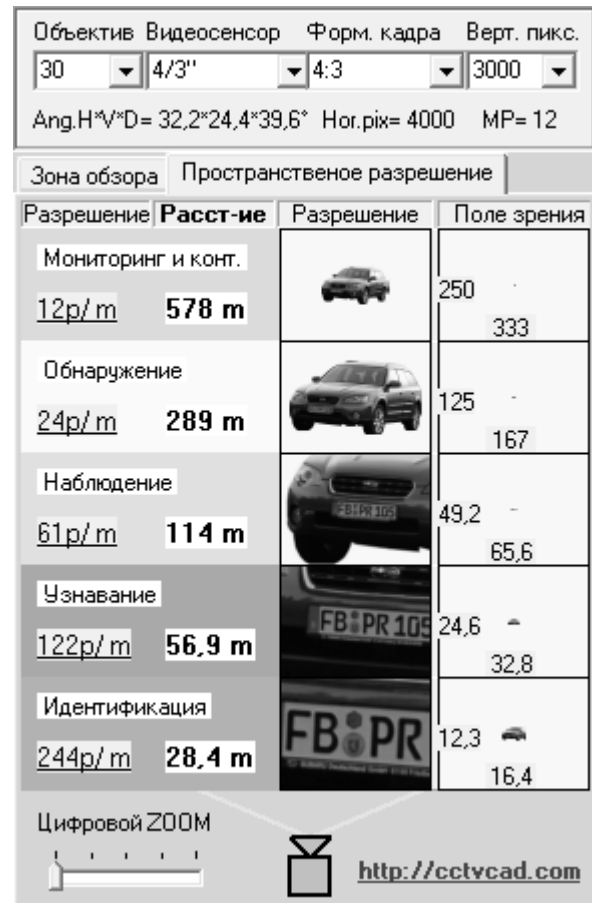 Объектив Видеосенсор Форм. кадра Верт. пикс.
30 4/3'' 4:3 3000
Ang.H*V*D= 32,2*24,4*39,6° Hor.pix= 4000 MP= 12
Зона обзора Пространственое разрешение
Разрешение Расст-ие Разрешение Поле зрения
Мониторинг и конт.
12p/m 578 m 250
333
Обнаружение
24p/m 289 m 125
167
Наблюдение
FB PR 105
61p/m 114 m 49,2
65,6
Узнавание
FB PR 105
122p/m 56,9 m 24,6
32,8
Идентификация
FB PR
244p/m 28,4 m 12,3
16,4
Цифровой ZOOM
http://cctvcad.com